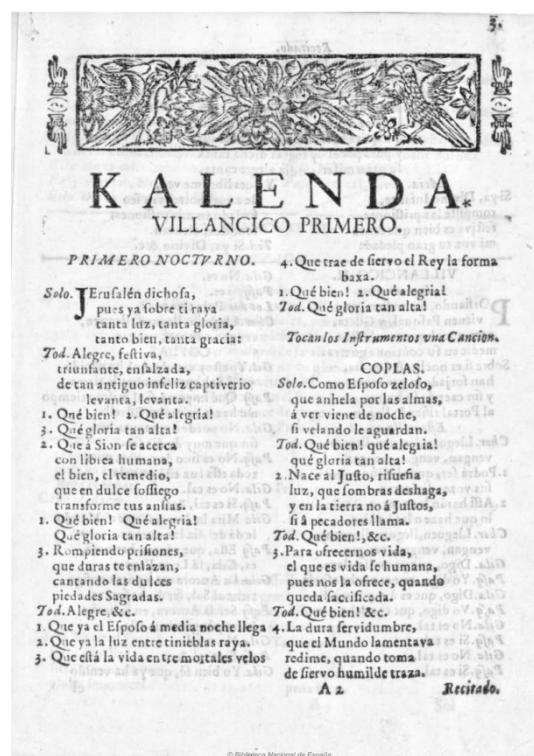 3.
KALENDA.
VILLANCICO PRIMERO.
PRIMERO NOCTVRNO.
Solo. JErusalén dichosa,
pues ya sobre ti raya
tanta luz, tanta gloria,
tanto bien, tanta gracia:
Tod. Alegre, festiva,
triunfante, ensalzada,
de tan antiguo infeliz captiverio
levanta, levanta.
1. Qué bien! 2. Qué alegria!
3. Qué gloria tan alta!
2. Que á Sion se acerca
con librea humana,
el bien, el remedio,
que en dulce sossiego
transforme tus ansias.
1. Qué bien! Qué alegria!
Qué gloria tan alta!
3. Rompiendo prisiones,
que duras te enlazan,
cantando las dulces
piedades Sagradas.
Tod. Alegre, &c.
1. Que ya el Esposo á media noche llega
2. Que ya la luz entre tinieblas raya.
3. Que está la vida entre mortales velos
4. Que trae de siervo el Rey la forma
baxa.
1. Qué bien! 2. Qué alegria!
Tod. Qué gloria tan alta!
Tocan los Instrumentos vna Cancion.
COPLAS.
Solo. Como Esposo zeloso,
que anhela por las almas,
á ver viene de noche,
si velando le aguardan.
Tod. Qué bien! qué alegria!
qué gloria tan alta!
2. Nace al Justo, risueña
luz, que sombras deshaga,
y en la tierra no á Justos,
si á pecadores llama.
Tod. Qué bien!, &c.
3. Para ofrecernos vida,
el que es vida se humana,
pues nos la ofrece, quando
queda sacrificada.
Tod. Qué bien! &c.
4. La dura servidumbre,
que el Mundo lamentava
redime, quando toma
de siervo humilde traza.
A 2 Recitado.
© Biblioteca Nacional de España